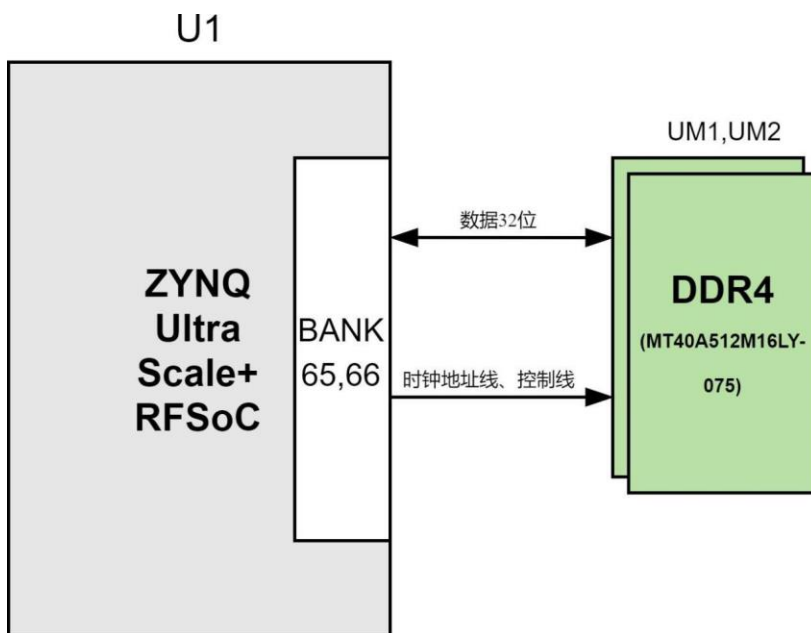 U1
UM1,UM2
数据32位
ZYNQ
Ultra
Scale+
RFSoC
BANK
65,66
时钟地址线、控制线
DDR4
(MT40A512M16LY-
075)